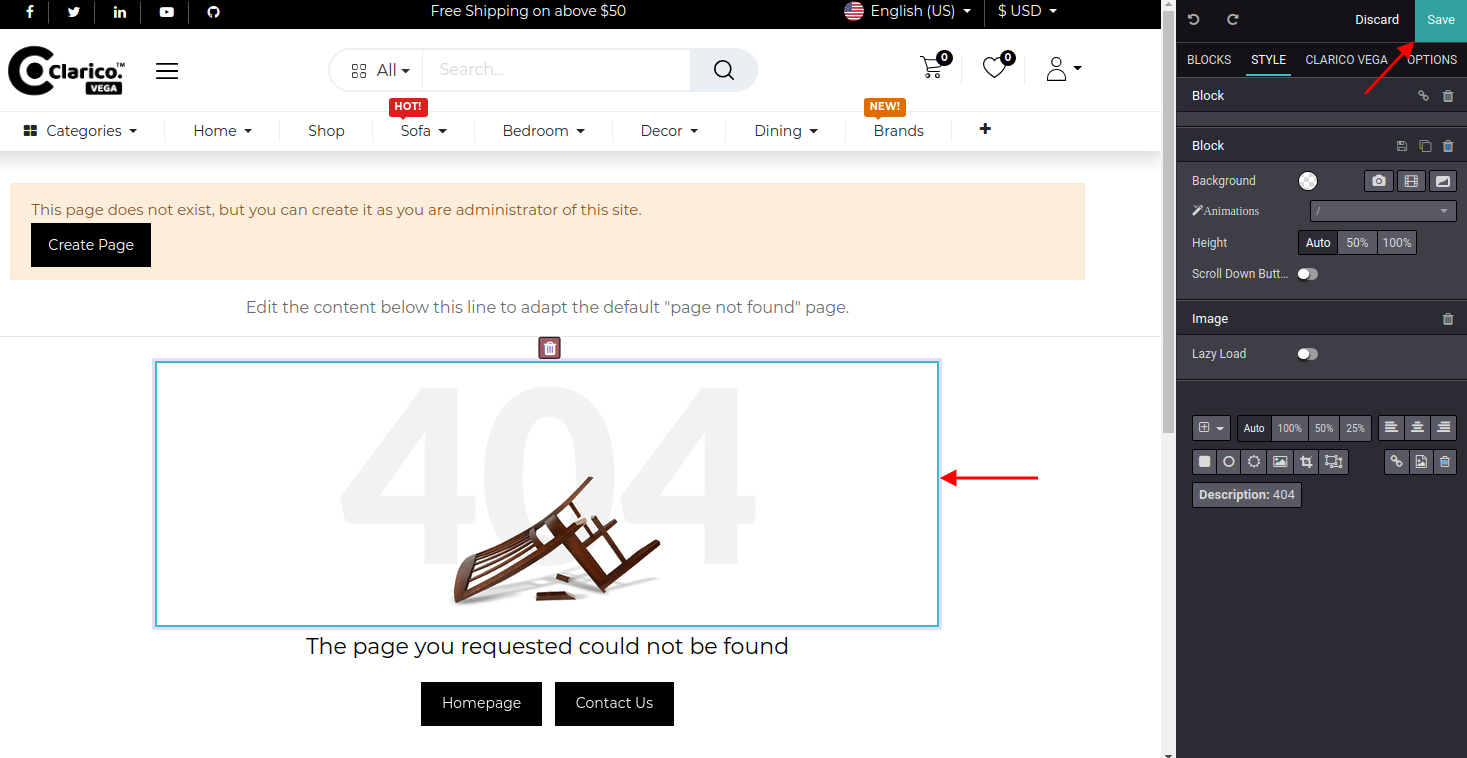 Free Shipping on above $50
English (US)
$ USD
Discard
Save
Clarico.™
VEGA
All
Search...
0
0
BLOCKS
STYLE
CLARICO VEGA
OPTIONS
HOT!
NEW!
Categories
Home
Shop
Sofa
Bedroom
Decor
Dining
Brands
+
This page does not exist, but you can create it as you are administrator of this site.
Create Page
Edit the content below this line to adapt the default "page not found" page.
404
The page you requested could not be found
Homepage
Contact Us
Block
Block
Background
Animations
/
Height
Auto
50%
100%
Scroll Down Butt...
Image
Lazy Load
Auto
100%
50%
25%
Description: 404